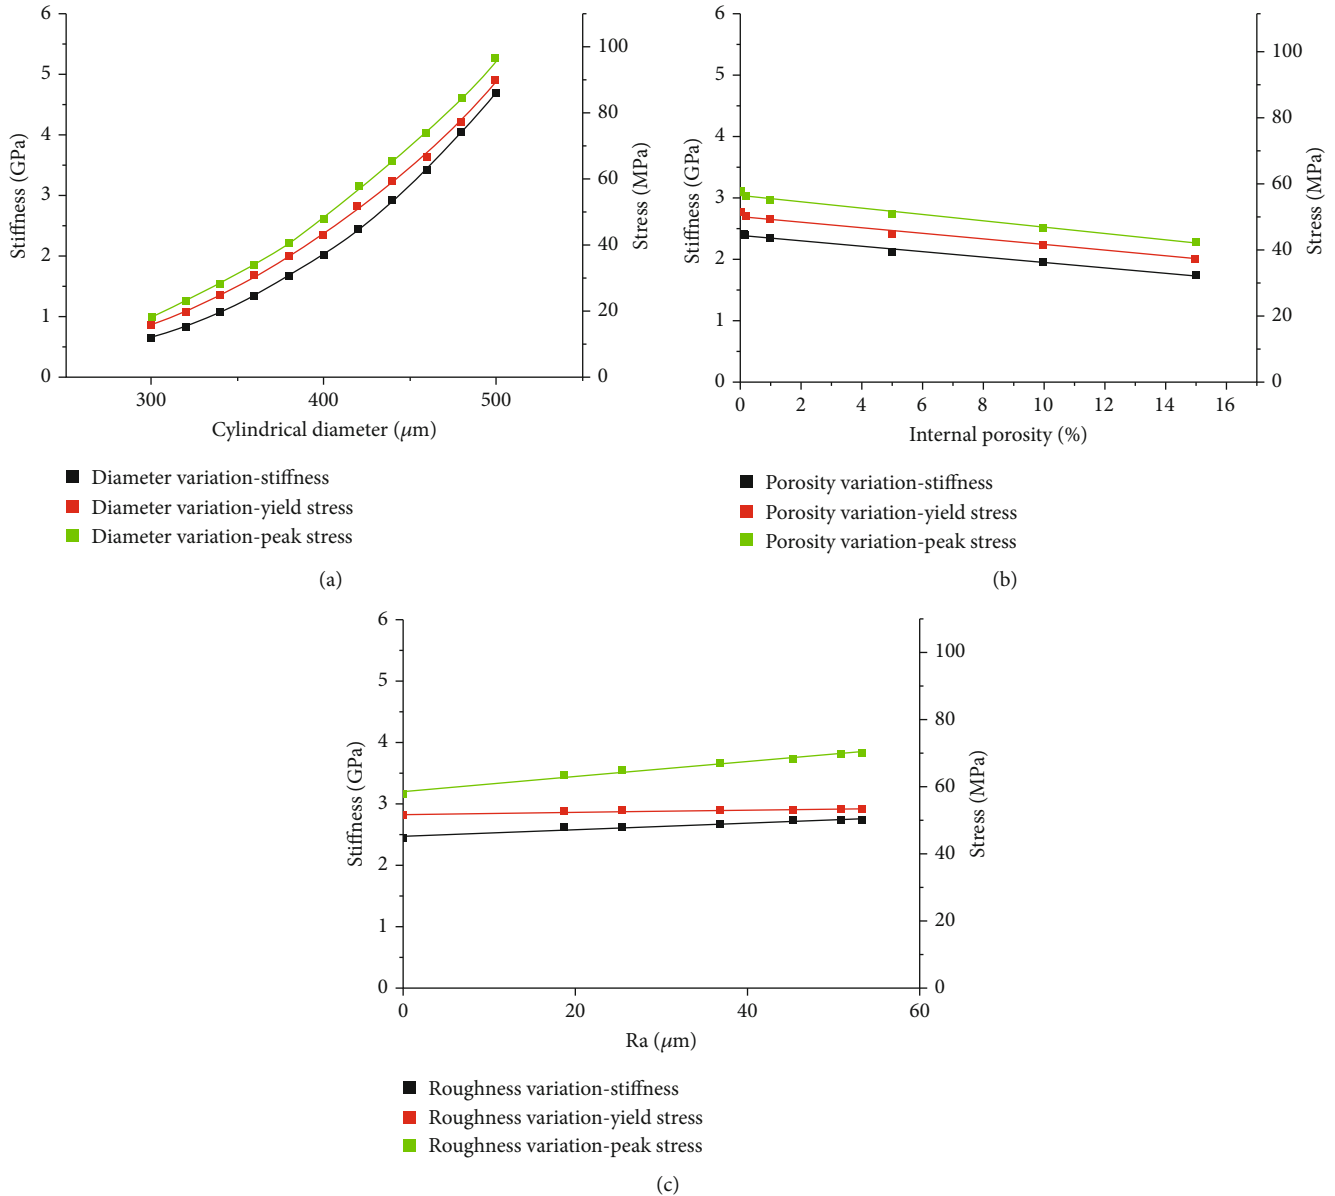 6
5
4
3
2
1
0
Stiffness (GPa)
100
80
60
40
20
0
Stress (MPa)
300 400 500
Cylindrical diameter (μm)
Diameter variation-stiffness
Diameter variation-yield stress
Diameter variation-peak stress
(a)
6
5
4
3
2
1
0
Stiffness (GPa)
100
80
60
40
20
0
Stress (MPa)
0 2 4 6 8 10 12 14 16
Internal porosity (%)
Porosity variation-stiffness
Porosity variation-yield stress
Porosity variation-peak stress
(b)
6
5
4
3
2
1
0
Stiffness (GPa)
100
80
60
40
20
0
Stress (MPa)
0 20 40 60
Ra (μm)
Roughness variation-stiffness
Roughness variation-yield stress
Roughness variation-peak stress
(c)